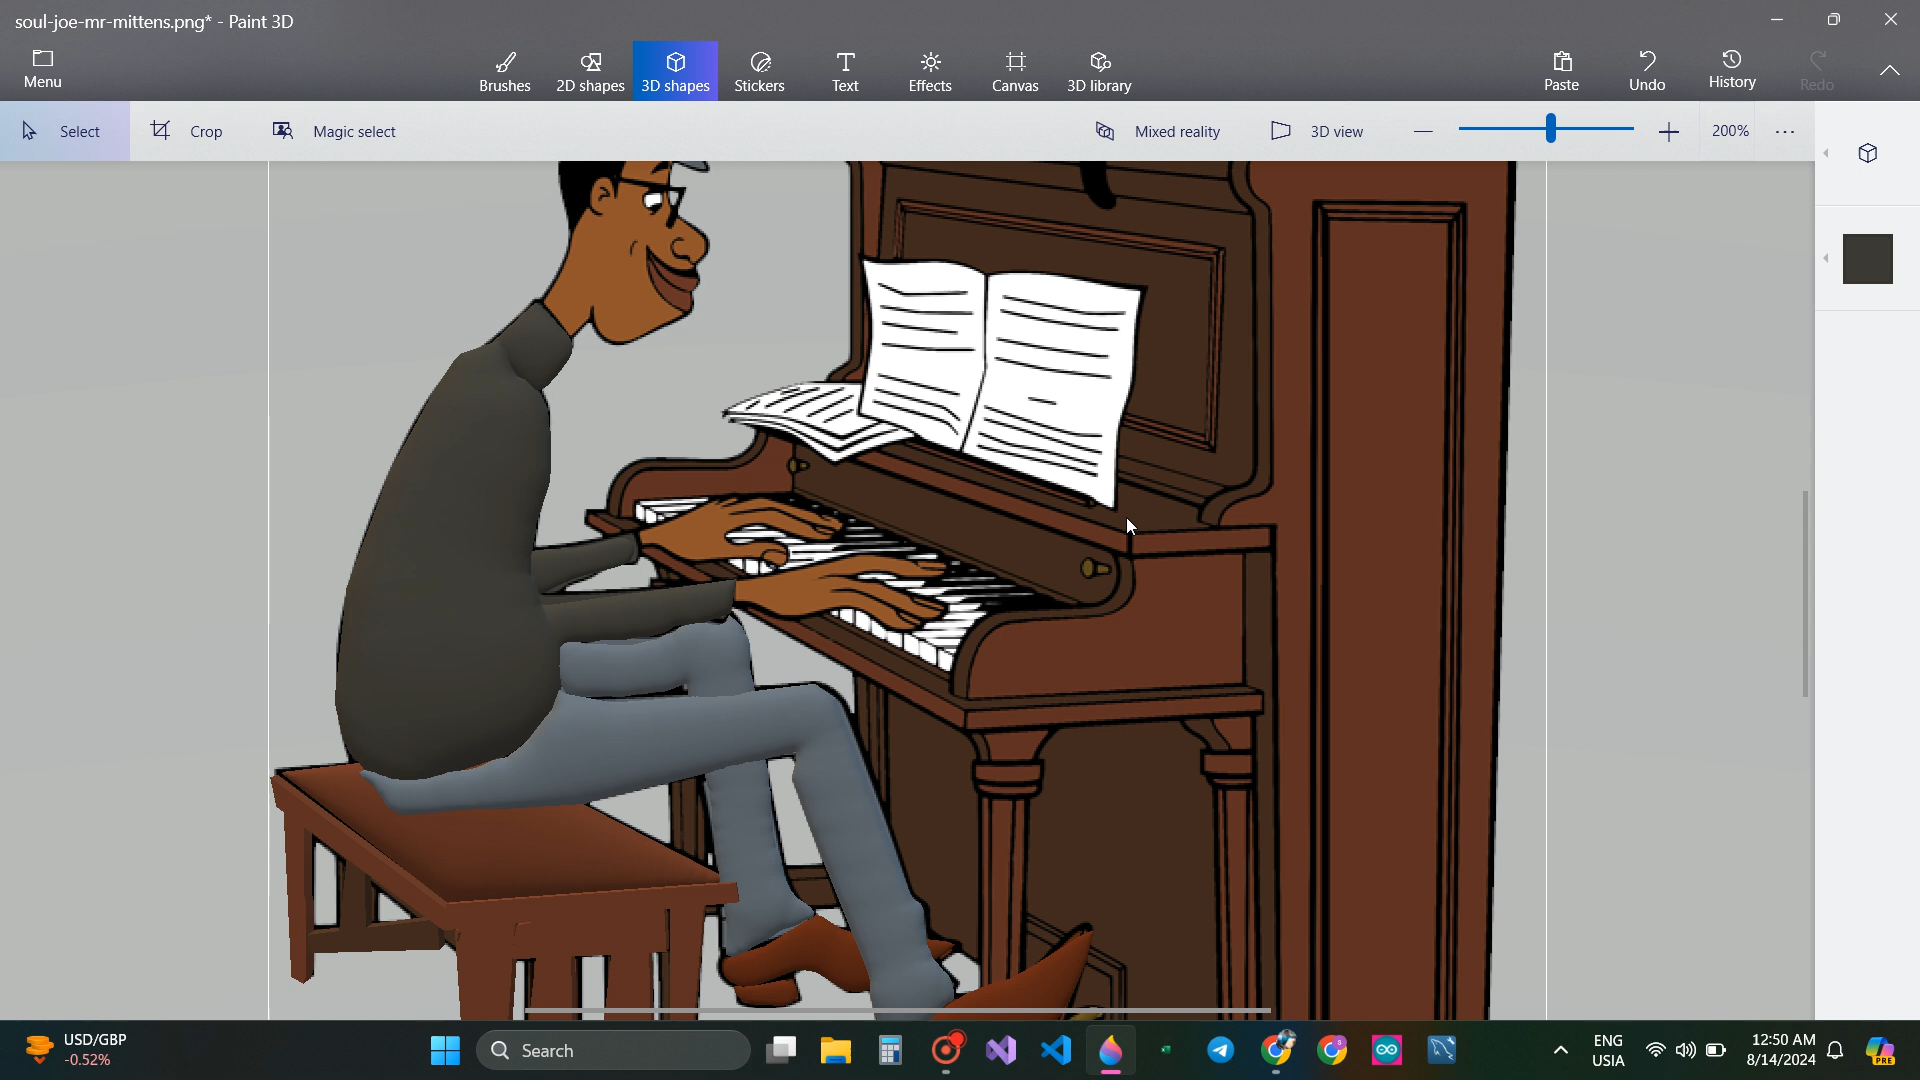 soul-joe-mr-mittens.png* - Paint 3D
Menu
Brushes
2D shapes
3D shapes
Stickers
Text
Effects
Canvas
3D library
Paste
Undo
History
Redo
Select
Crop
Magic select
Mixed reality
3D view
200%
USD/GBP
-0.52%
Search
ENG
USIA
12:50 AM
8/14/2024
PRE